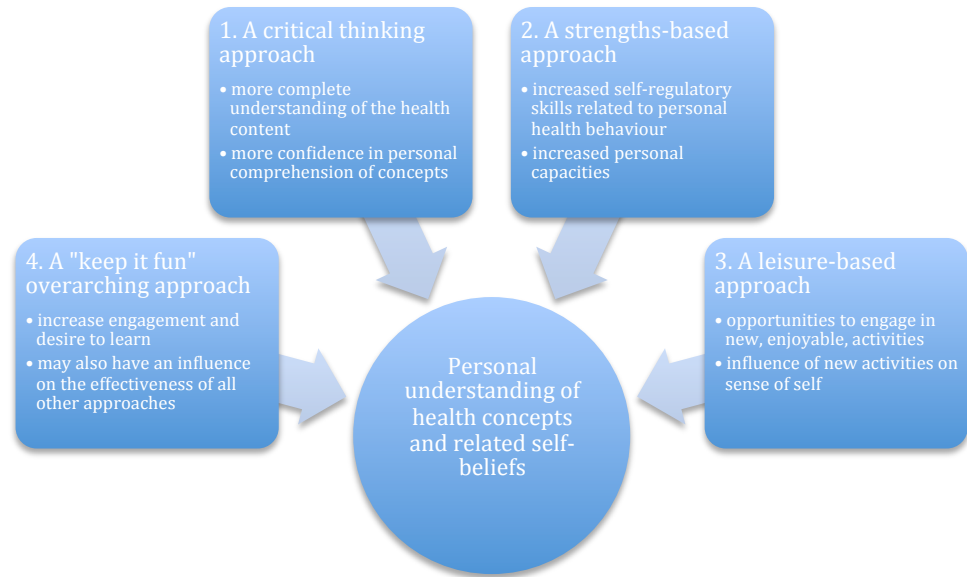 1. A critical thinking
approach
• more complete
understanding of the health
content
• more confidence in personal
comprehension of concepts
2. A strengths-based
approach
• increased self-regulatory
skills related to personal
health behaviour
• increased personal
capacities
4. A "keep it fun"
overarching approach
• increase engagement and
desire to learn
• may also have an influence
on the effectiveness of all
other approaches
3. A leisure-based
approach
• opportunities to engage in
new, enjoyable, activities
• influence of new activities on
sense of self
Personal
understanding of
health concepts
and related self-
beliefs